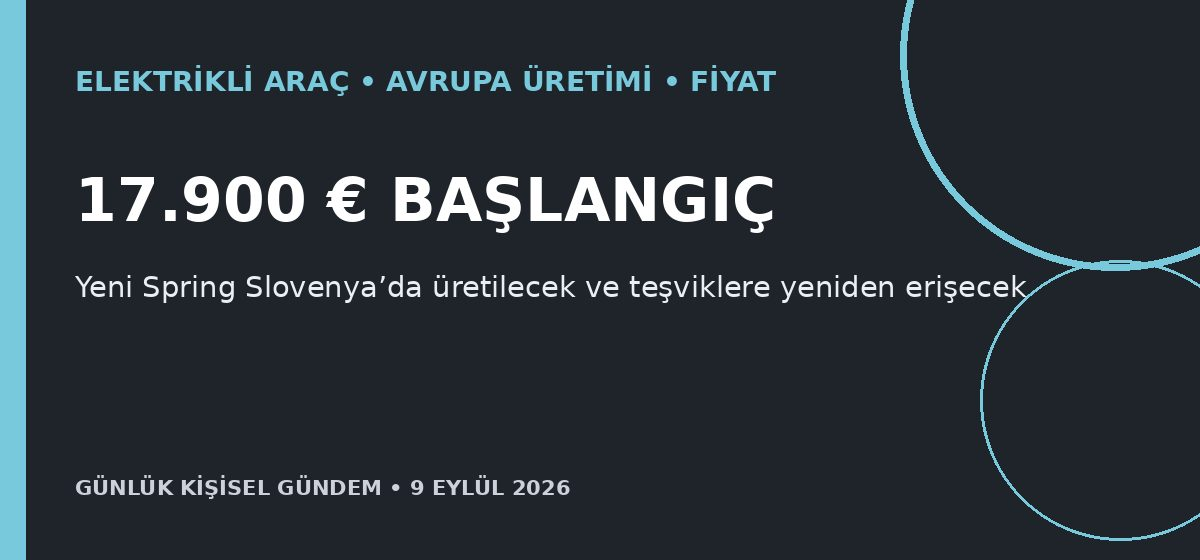 ELEKTRİKLİ ARAÇ • AVRUPA ÜRETİMİ • FİYAT
17.900 € BAŞLANGIÇ
Yeni Spring Slovenya’da üretilecek ve teşviklere yeniden erişecek
GÜNLÜK KİŞİSEL GÜNDEM • 9 EYLÜL 2026